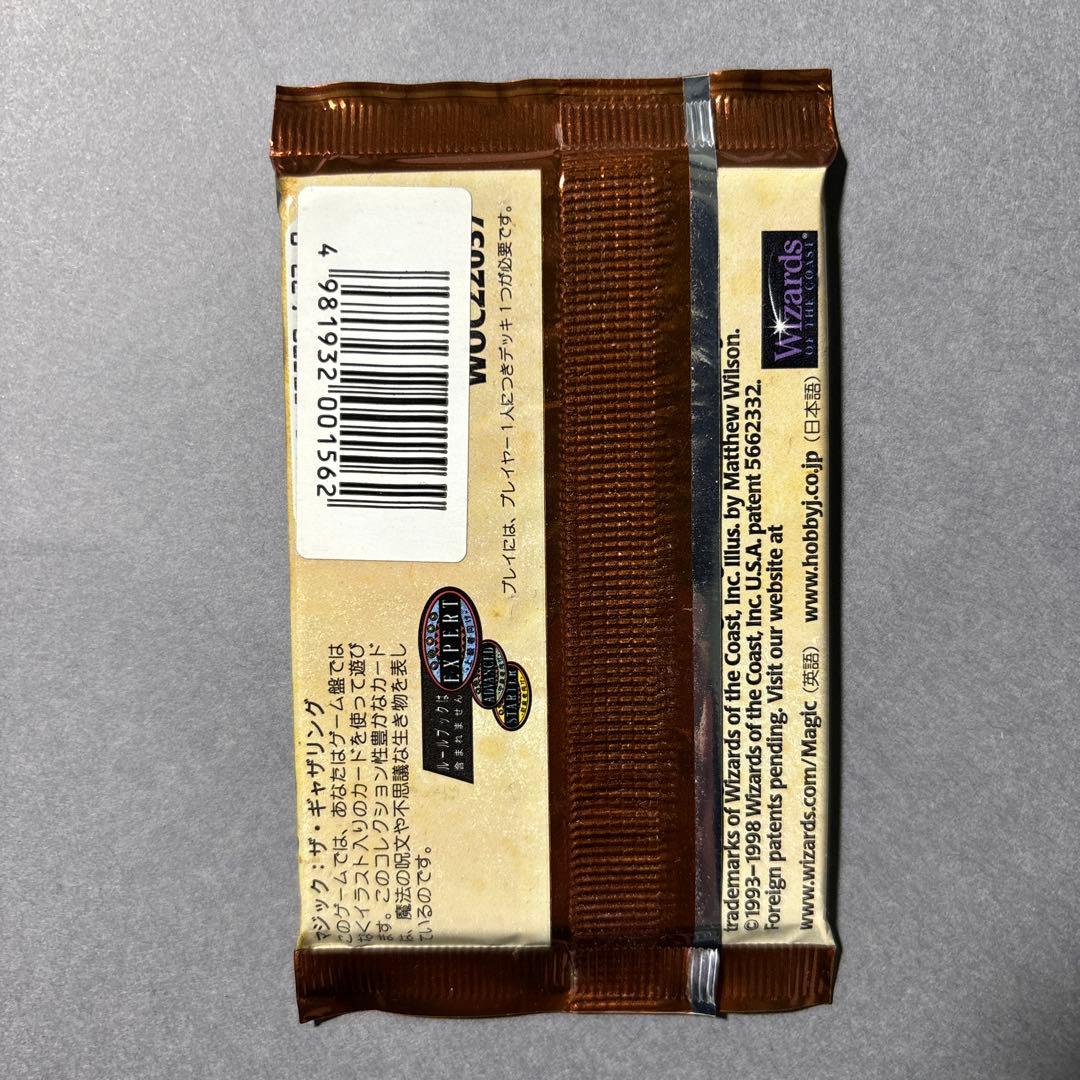 マジック：ザ・ギャザリング
このゲームでは、あなたはゲーム盤では
なくイラスト入りのカードを使って遊び
ます。このコレクション性豊かなカード
は、魔法の呪文や不思議な生き物を表し
ているのです。
4 981932 001562
ルールブックは
含まれません
EXPERT
ADVANCED
STARTER
プレイには、プレイヤー1人につきデッキ1つが必要です。
trademarks of Wizards of the Coast, Inc. Illus. by Matthew Wilson.
©1993–1998 Wizards of the Coast, Inc. U.S.A. patent 5662332.
Foreign patents pending. Visit our website at
www.wizards.com/Magic（英語） www.hobbyj.co.jp（日本語）
Wizards®
OF THE COAST